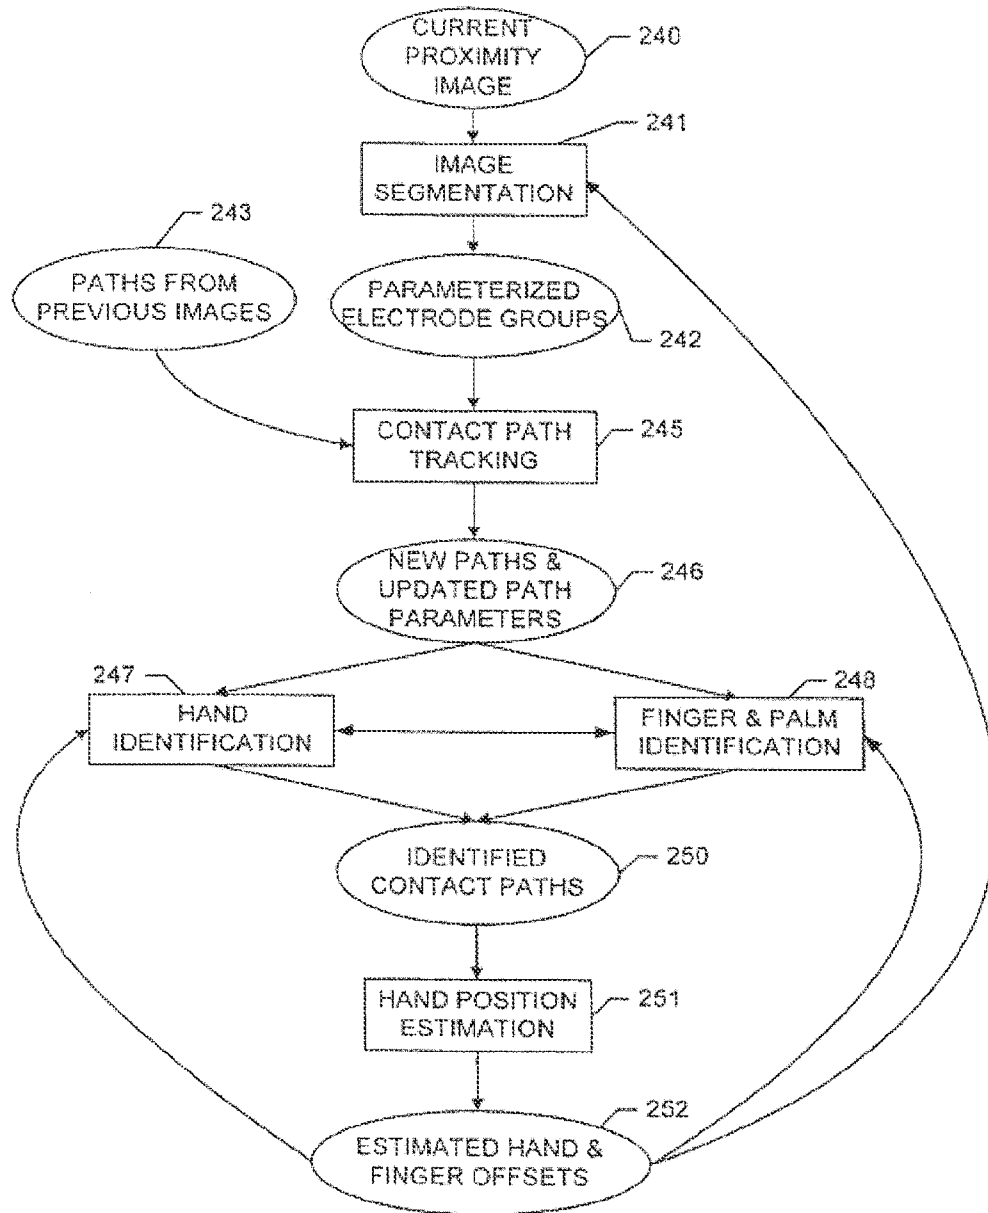 CURRENT
PROXIMITY
IMAGE
240
241
IMAGE
SEGMENTATION
243
PATHS FROM
PREVIOUS IMAGES
PARAMETERIZED
ELECTRODE GROUPS
242
CONTACT PATH
TRACKING
245
NEW PATHS &
UPDATED PATH
PARAMETERS
246
247
HAND
IDENTIFICATION
248
FINGER & PALM
IDENTIFICATION
IDENTIFIED
CONTACT PATHS
250
HAND POSITION
ESTIMATION
251
252
ESTIMATED HAND &
FINGER OFFSETS